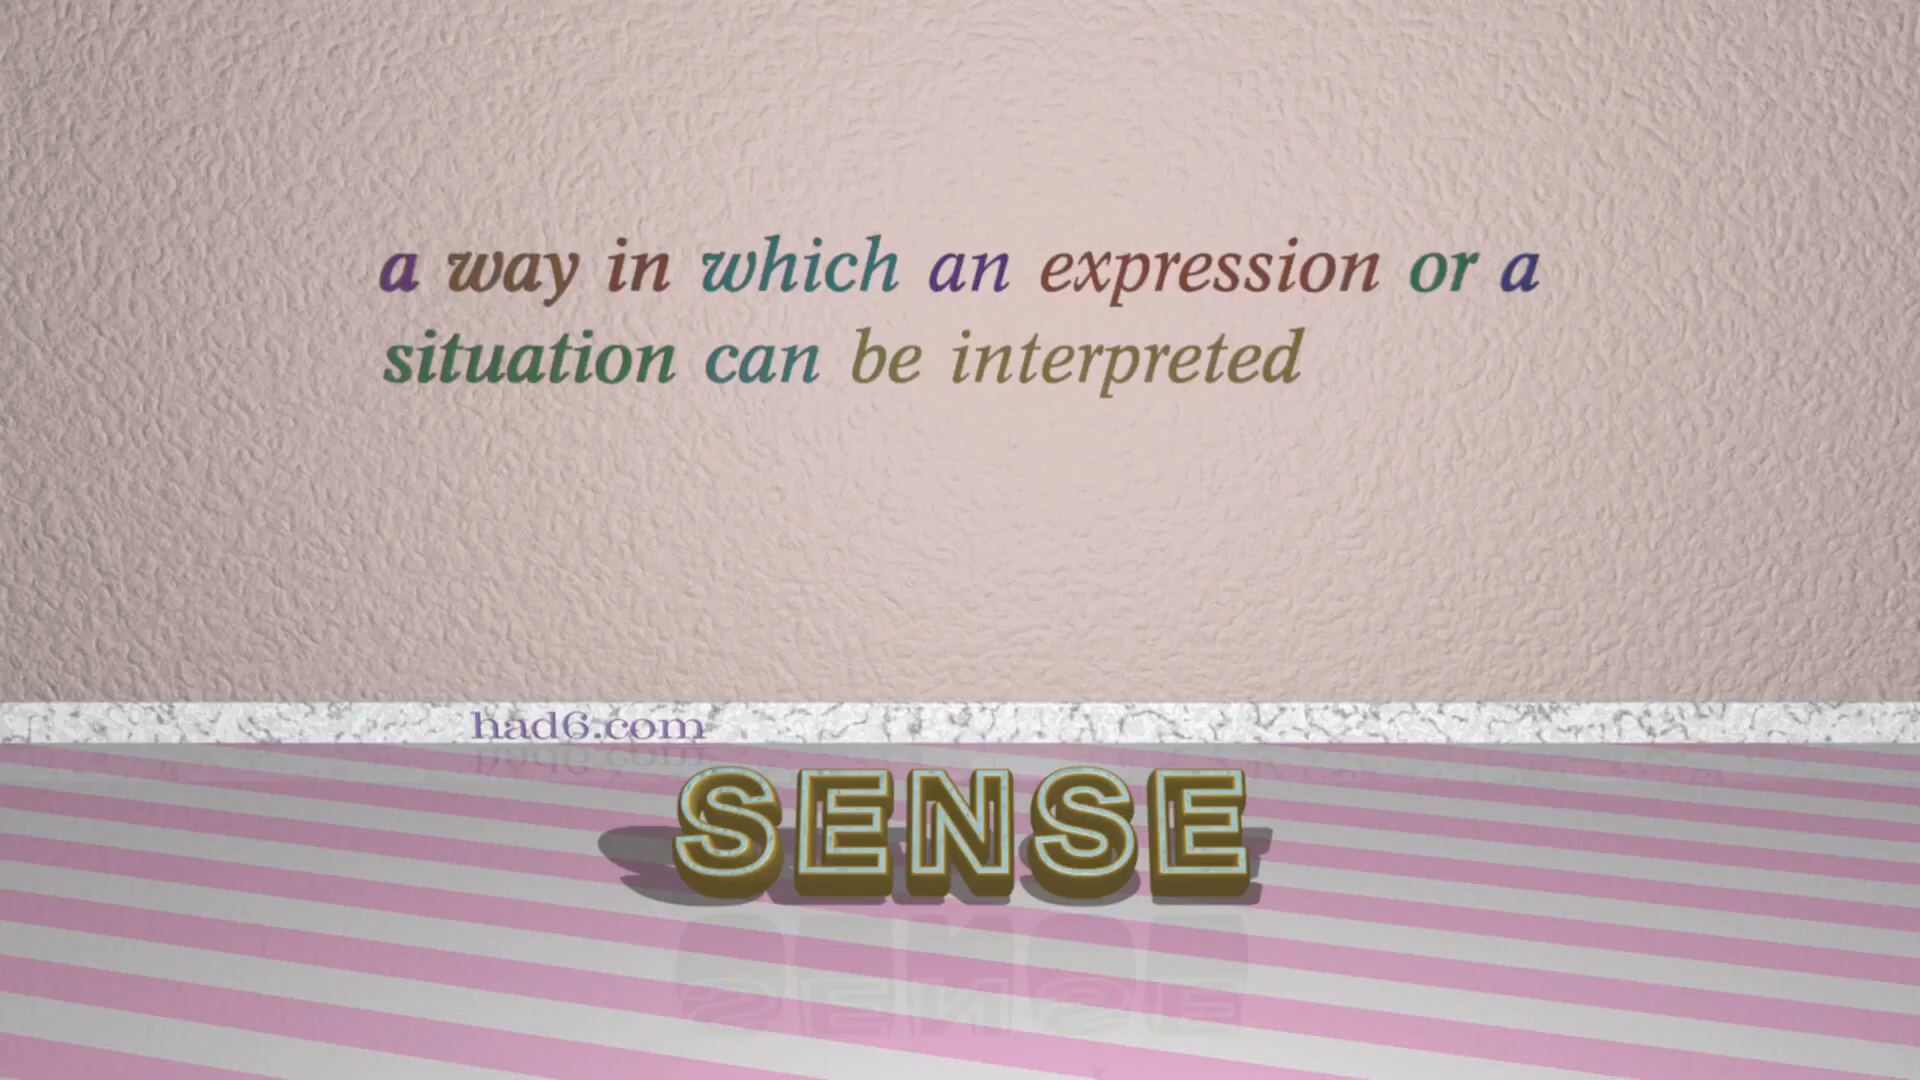 a way in which an expression or a
situation can be interpreted
had6.com
SENSE